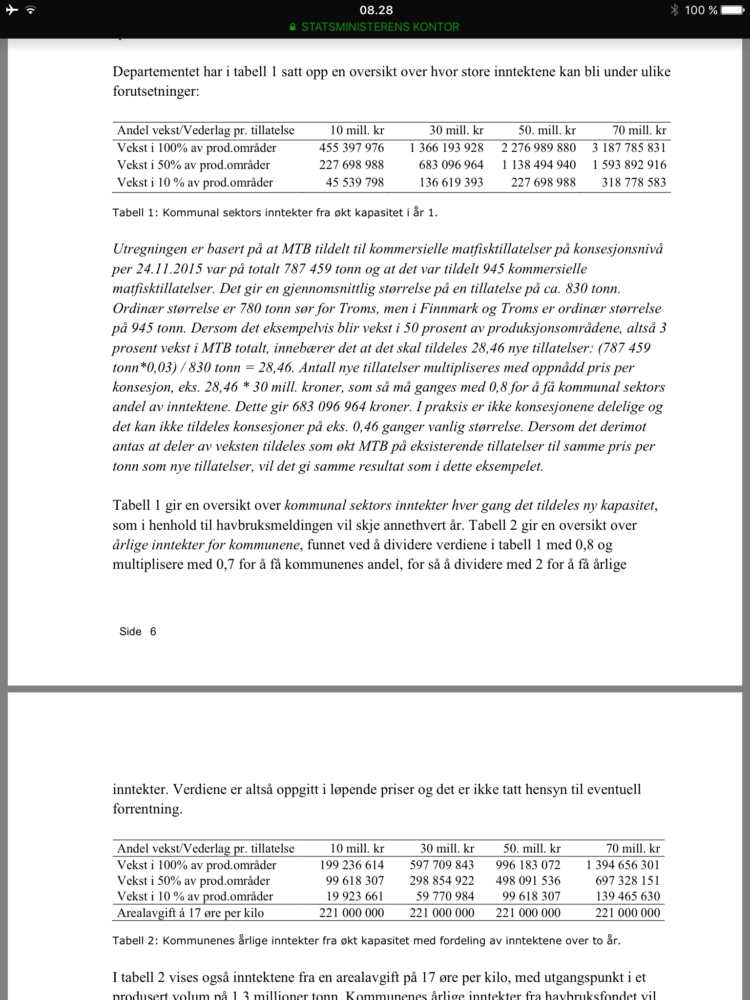 08.28
100 %
STATSMINISTERENS KONTOR
Departementet har i tabell 1 satt opp en oversikt over hvor store inntektene kan bli under ulike
forutsetninger:
Andel vekst/Vederlag pr. tillatelse 10 mill. kr 30 mill. kr 50. mill. kr 70 mill. kr
Vekst i 100% av prod.områder 455 397 976 1 366 193 928 2 276 989 880 3 187 785 831
Vekst i 50% av prod.områder 227 698 988 683 096 964 1 138 494 940 1 593 892 916
Vekst i 10 % av prod.områder 45 539 798 136 619 393 227 698 988 318 778 583
Tabell 1: Kommunal sektors inntekter fra økt kapasitet i år 1.
Utregningen er basert på at MTB tildelt til kommersielle matfisktillatelser på konsesjonsnivå
per 24.11.2015 var på totalt 787 459 tonn og at det var tildelt 945 kommersielle
matfisktillatelser. Det gir en gjennomsnittlig størrelse på en tillatelse på ca. 830 tonn.
Ordinær størrelse er 780 tonn sør for Troms, men i Finnmark og Troms er ordinær størrelse
på 945 tonn. Dersom det eksempelvis blir vekst i 50 prosent av produksjonsområdene, altså 3
prosent vekst i MTB totalt, innebærer det at det skal tildeles 28,46 nye tillatelser: (787 459
tonn*0,03) / 830 tonn = 28,46. Antall nye tillatelser multipliseres med oppnådd pris per
konsesjon, eks. 28,46 * 30 mill. kroner, som så må ganges med 0,8 for å få kommunal sektors
andel av inntektene. Dette gir 683 096 964 kroner. I praksis er ikke konsesjonene delelige og
det kan ikke tildeles konsesjoner på eks. 0,46 ganger vanlig størrelse. Dersom det derimot
antas at deler av veksten tildeles som økt MTB på eksisterende tillatelser til samme pris per
tonn som nye tillatelser, vil det gi samme resultat som i dette eksempelet.
Tabell 1 gir en oversikt over kommunal sektors inntekter hver gang det tildeles ny kapasitet,
som i henhold til havbruksmeldingen vil skje annethvert år. Tabell 2 gir en oversikt over
årlige inntekter for kommunene, funnet ved å dividere verdiene i tabell 1 med 0,8 og
multiplisere med 0,7 for å få kommunenes andel, for så å dividere med 2 for å få årlige
Side 6
inntekter. Verdiene er altså oppgitt i løpende priser og det er ikke tatt hensyn til eventuell
forrentning.
Andel vekst/Vederlag pr. tillatelse 10 mill. kr 30 mill. kr 50. mill. kr 70 mill. kr
Vekst i 100% av prod.områder 199 236 614 597 709 843 996 183 072 1 394 656 301
Vekst i 50% av prod.områder 99 618 307 298 854 922 498 091 536 697 328 151
Vekst i 10 % av prod.områder 19 923 661 59 770 984 99 618 307 139 465 630
Arealavgift á 17 øre per kilo 221 000 000 221 000 000 221 000 000 221 000 000
Tabell 2: Kommunenes årlige inntekter fra økt kapasitet med fordeling av inntektene over to år.
I tabell 2 vises også inntektene fra en arealavgift på 17 øre per kilo, med utgangspunkt i et
produsert volum på 1,3 millioner tonn. Kommunenes årlige inntekter fra havbruksfondet vil